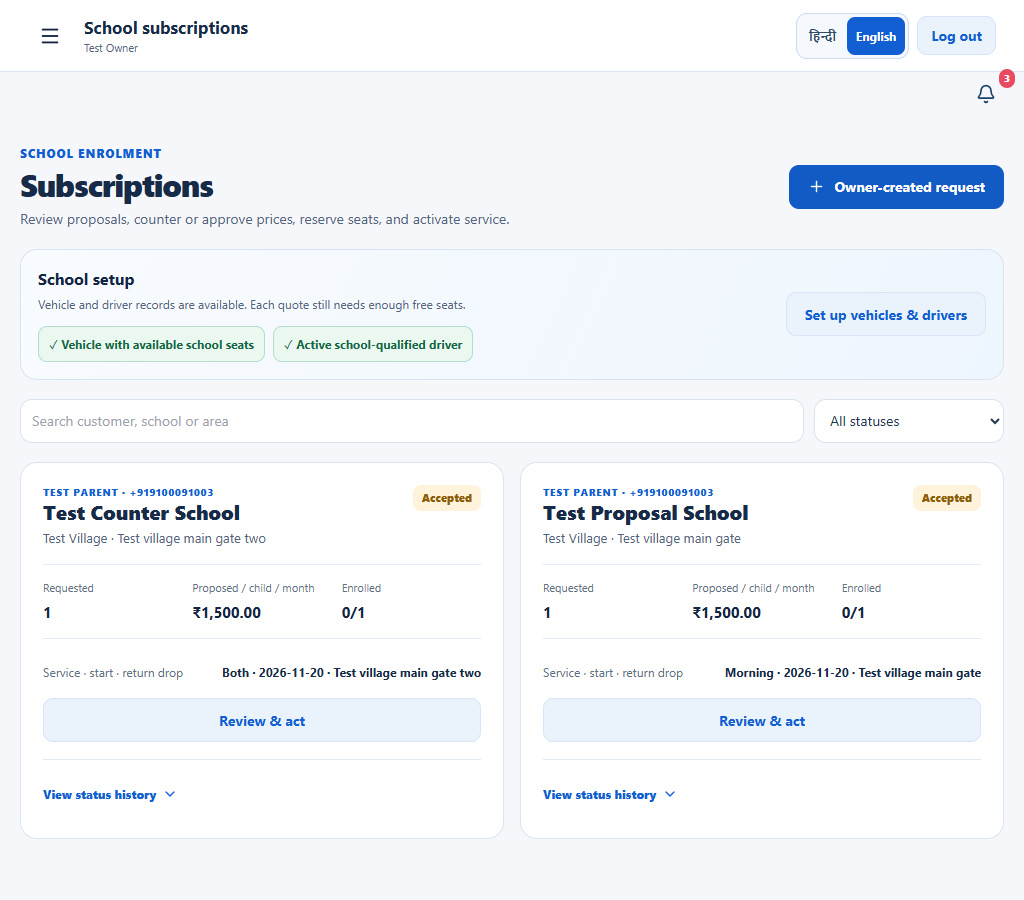 School subscriptions
Test Owner
हिन्दी
English
Log out
3
SCHOOL ENROLMENT
Subscriptions
Review proposals, counter or approve prices, reserve seats, and activate service.
+ Owner-created request
School setup
Vehicle and driver records are available. Each quote still needs enough free seats.
✓ Vehicle with available school seats
✓ Active school-qualified driver
Set up vehicles & drivers
Search customer, school or area
All statuses
TEST PARENT · +919100091003
Accepted
Test Counter School
Test Village · Test village main gate two
Requested
Proposed / child / month
Enrolled
1
₹1,500.00
0/1
Service · start · return drop
Both · 2026-11-20 · Test village main gate two
Review & act
View status history
TEST PARENT · +919100091003
Accepted
Test Proposal School
Test Village · Test village main gate
Requested
Proposed / child / month
Enrolled
1
₹1,500.00
0/1
Service · start · return drop
Morning · 2026-11-20 · Test village main gate
Review & act
View status history